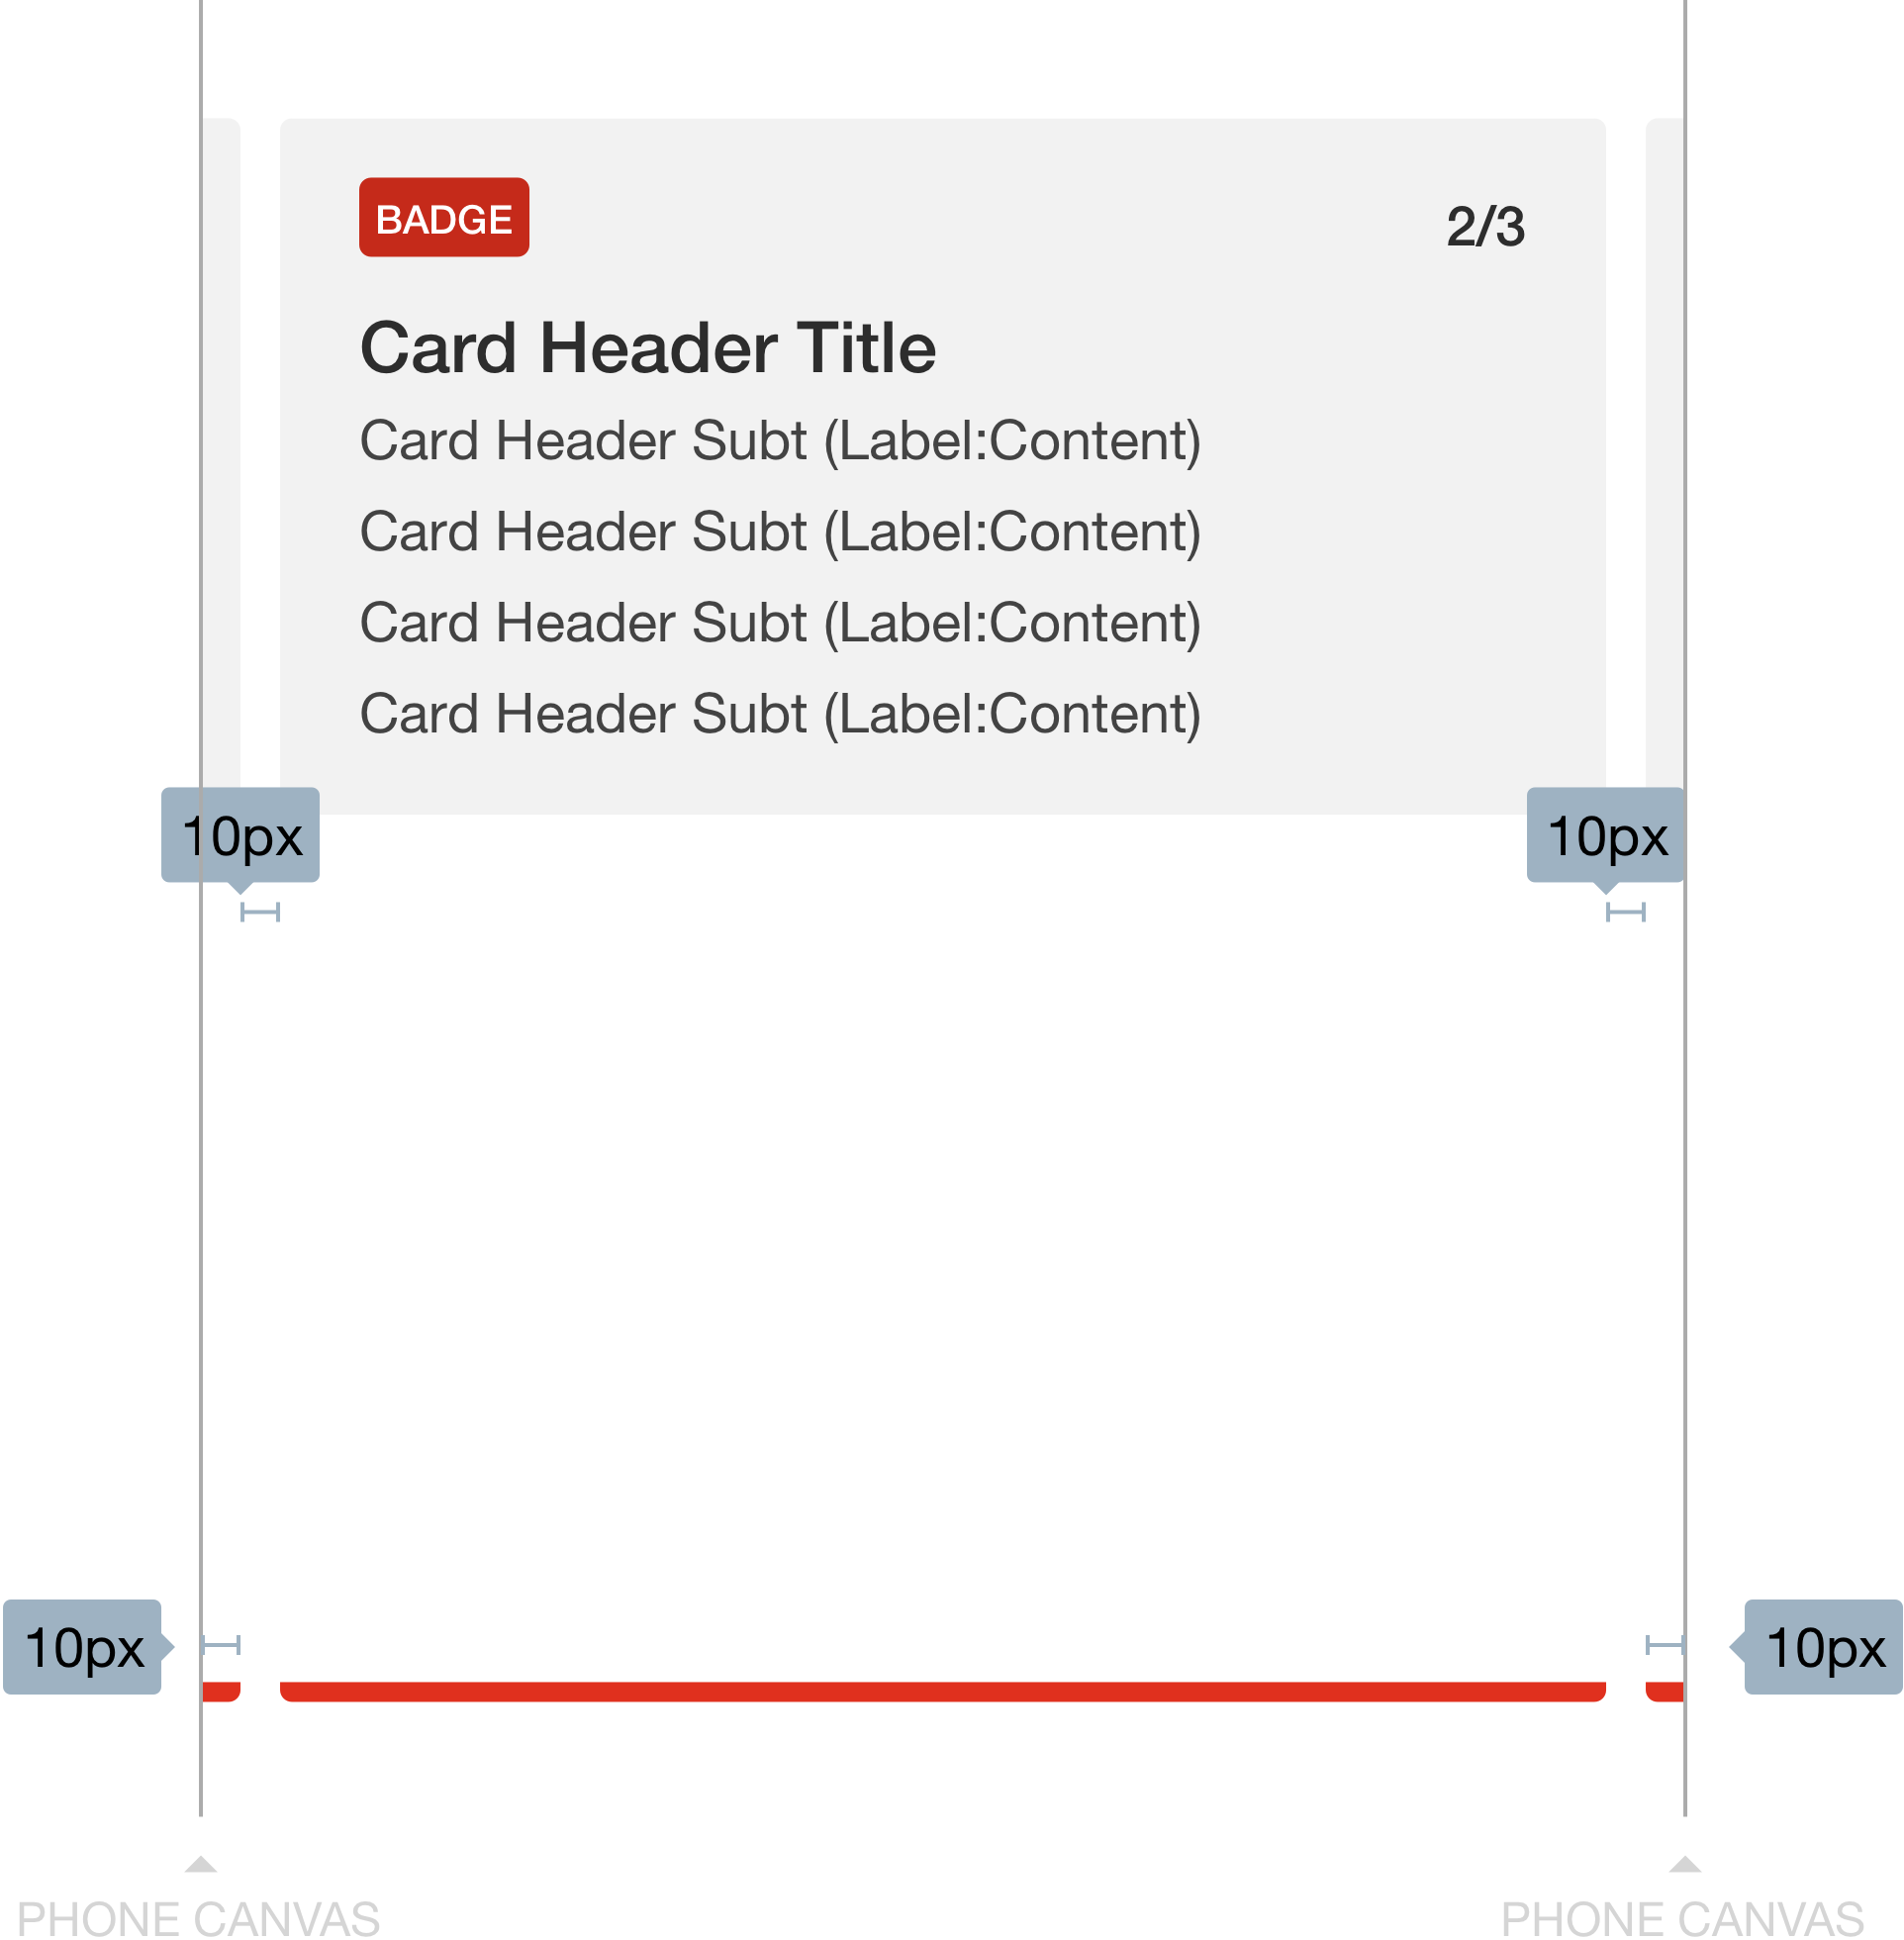 BADGE
2/3
Card Header Title
Card Header Subt (Label:Content)
Card Header Subt (Label:Content)
Card Header Subt (Label:Content)
Card Header Subt (Label:Content)
10px
10px
10px
10px
PHONE CANVAS
PHONE CANVAS